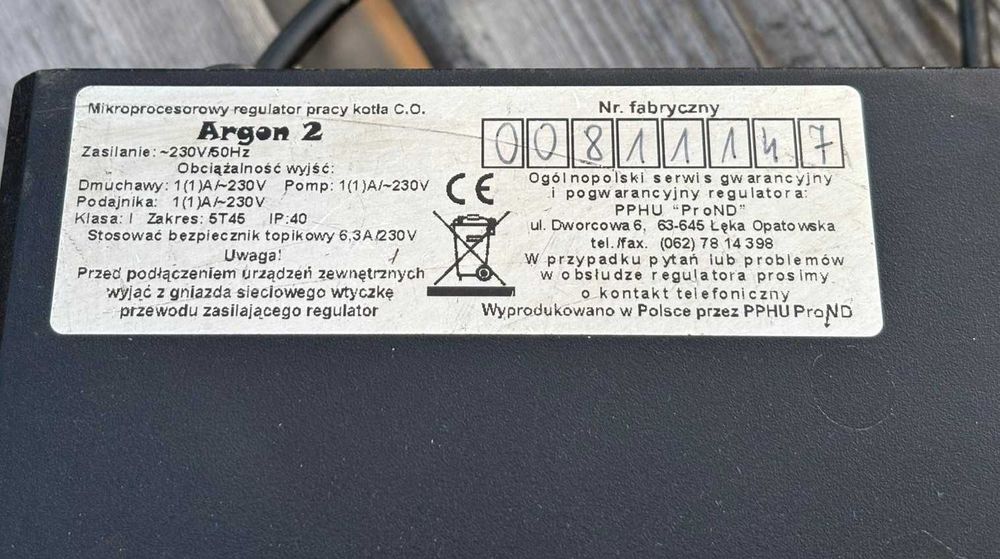 Mikroprocesorowy regulator pracy kotła C.O.
Argon 2
Zasilanie: ~230V/50Hz
Obciążalność wyjść:
Dmuchawy: 1(1)A/~230V Pomp: 1(1)A/~230V
Podajnika: 1(1)A/~230V
Klasa: I Zakres: 5T45 IP:40
Stosować bezpiecznik topikowy 6,3A/230V
Uwaga!
Przed podłączeniem urządzeń zewnętrznych
wyjąć z gniazda sieciowego wtyczkę
przewodu zasilającego regulator
CE
Nr. fabryczny
00811147
Ogólnopolski serwis gwarancyjny
i pogwarancyjny regulatora:
PPHU "ProND"
ul. Dworcowa 6, 63-645 Łęka Opatowska
tel./fax. (062) 78 14 398
W przypadku pytań lub problemów
w obsłudze regulatora prosimy
o kontakt telefoniczny
Wyprodukowano w Polsce przez PPHU ProND